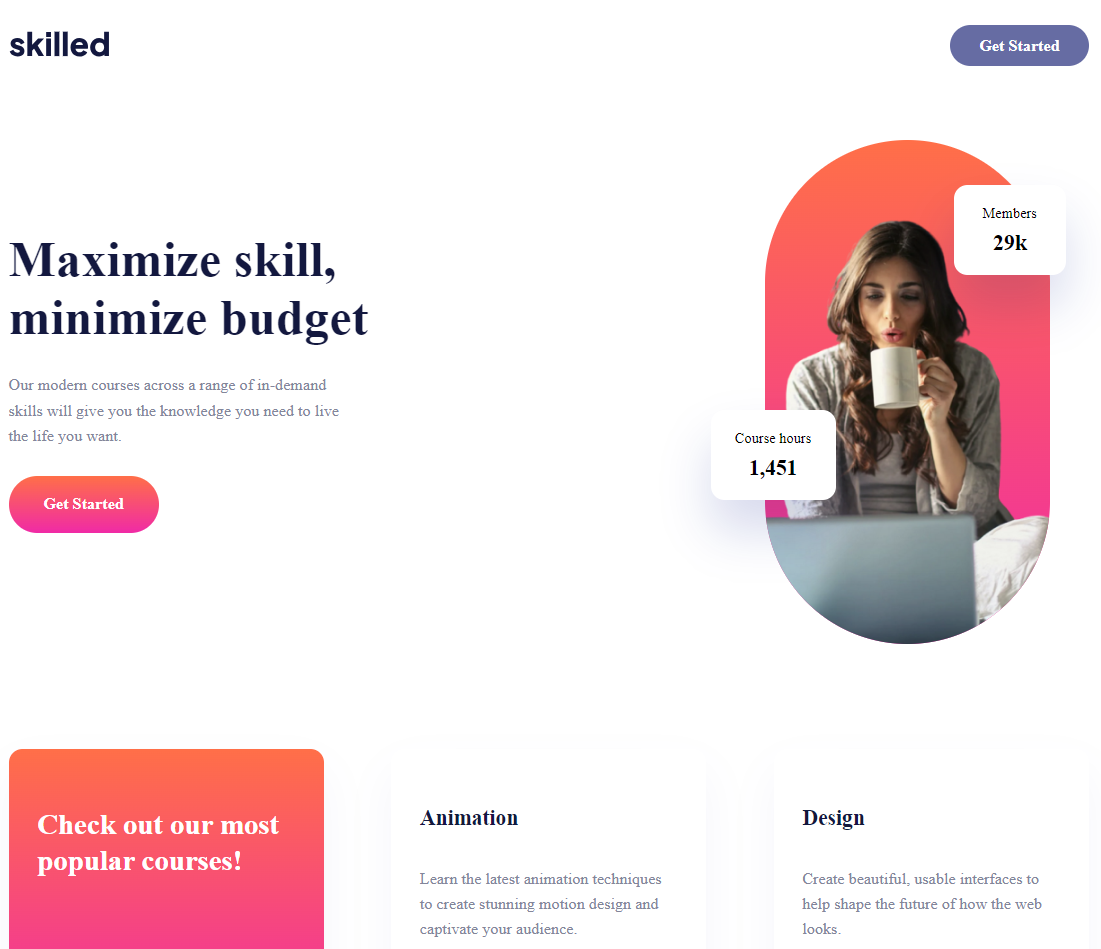 skilled
Get Started
Maximize skill,
minimize budget
Our modern courses across a range of in-demand
skills will give you the knowledge you need to live
the life you want.
Get Started
Members
29k
Course hours
1,451
Check out our most
popular courses!
Animation
Learn the latest animation techniques
to create stunning motion design and
captivate your audience.
Design
Create beautiful, usable interfaces to
help shape the future of how the web
looks.